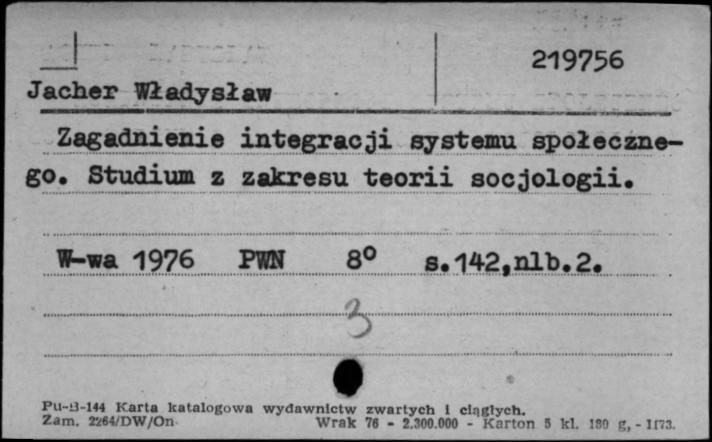 219756
Jacher Władysław
Zagadnienie integracji systemu społeczne-
go. Studium z zakresu teorii socjologii.
W-wa 1976 PWN 8° s.142,nlb.2.
3
Pu-B-144 Karta katalogowa wydawnictw zwartych i ciągłych.
Zam. 2264/DW/On Wrak 76 - 2.300.000 - Karton 5 kl. 180 g, - 1173.